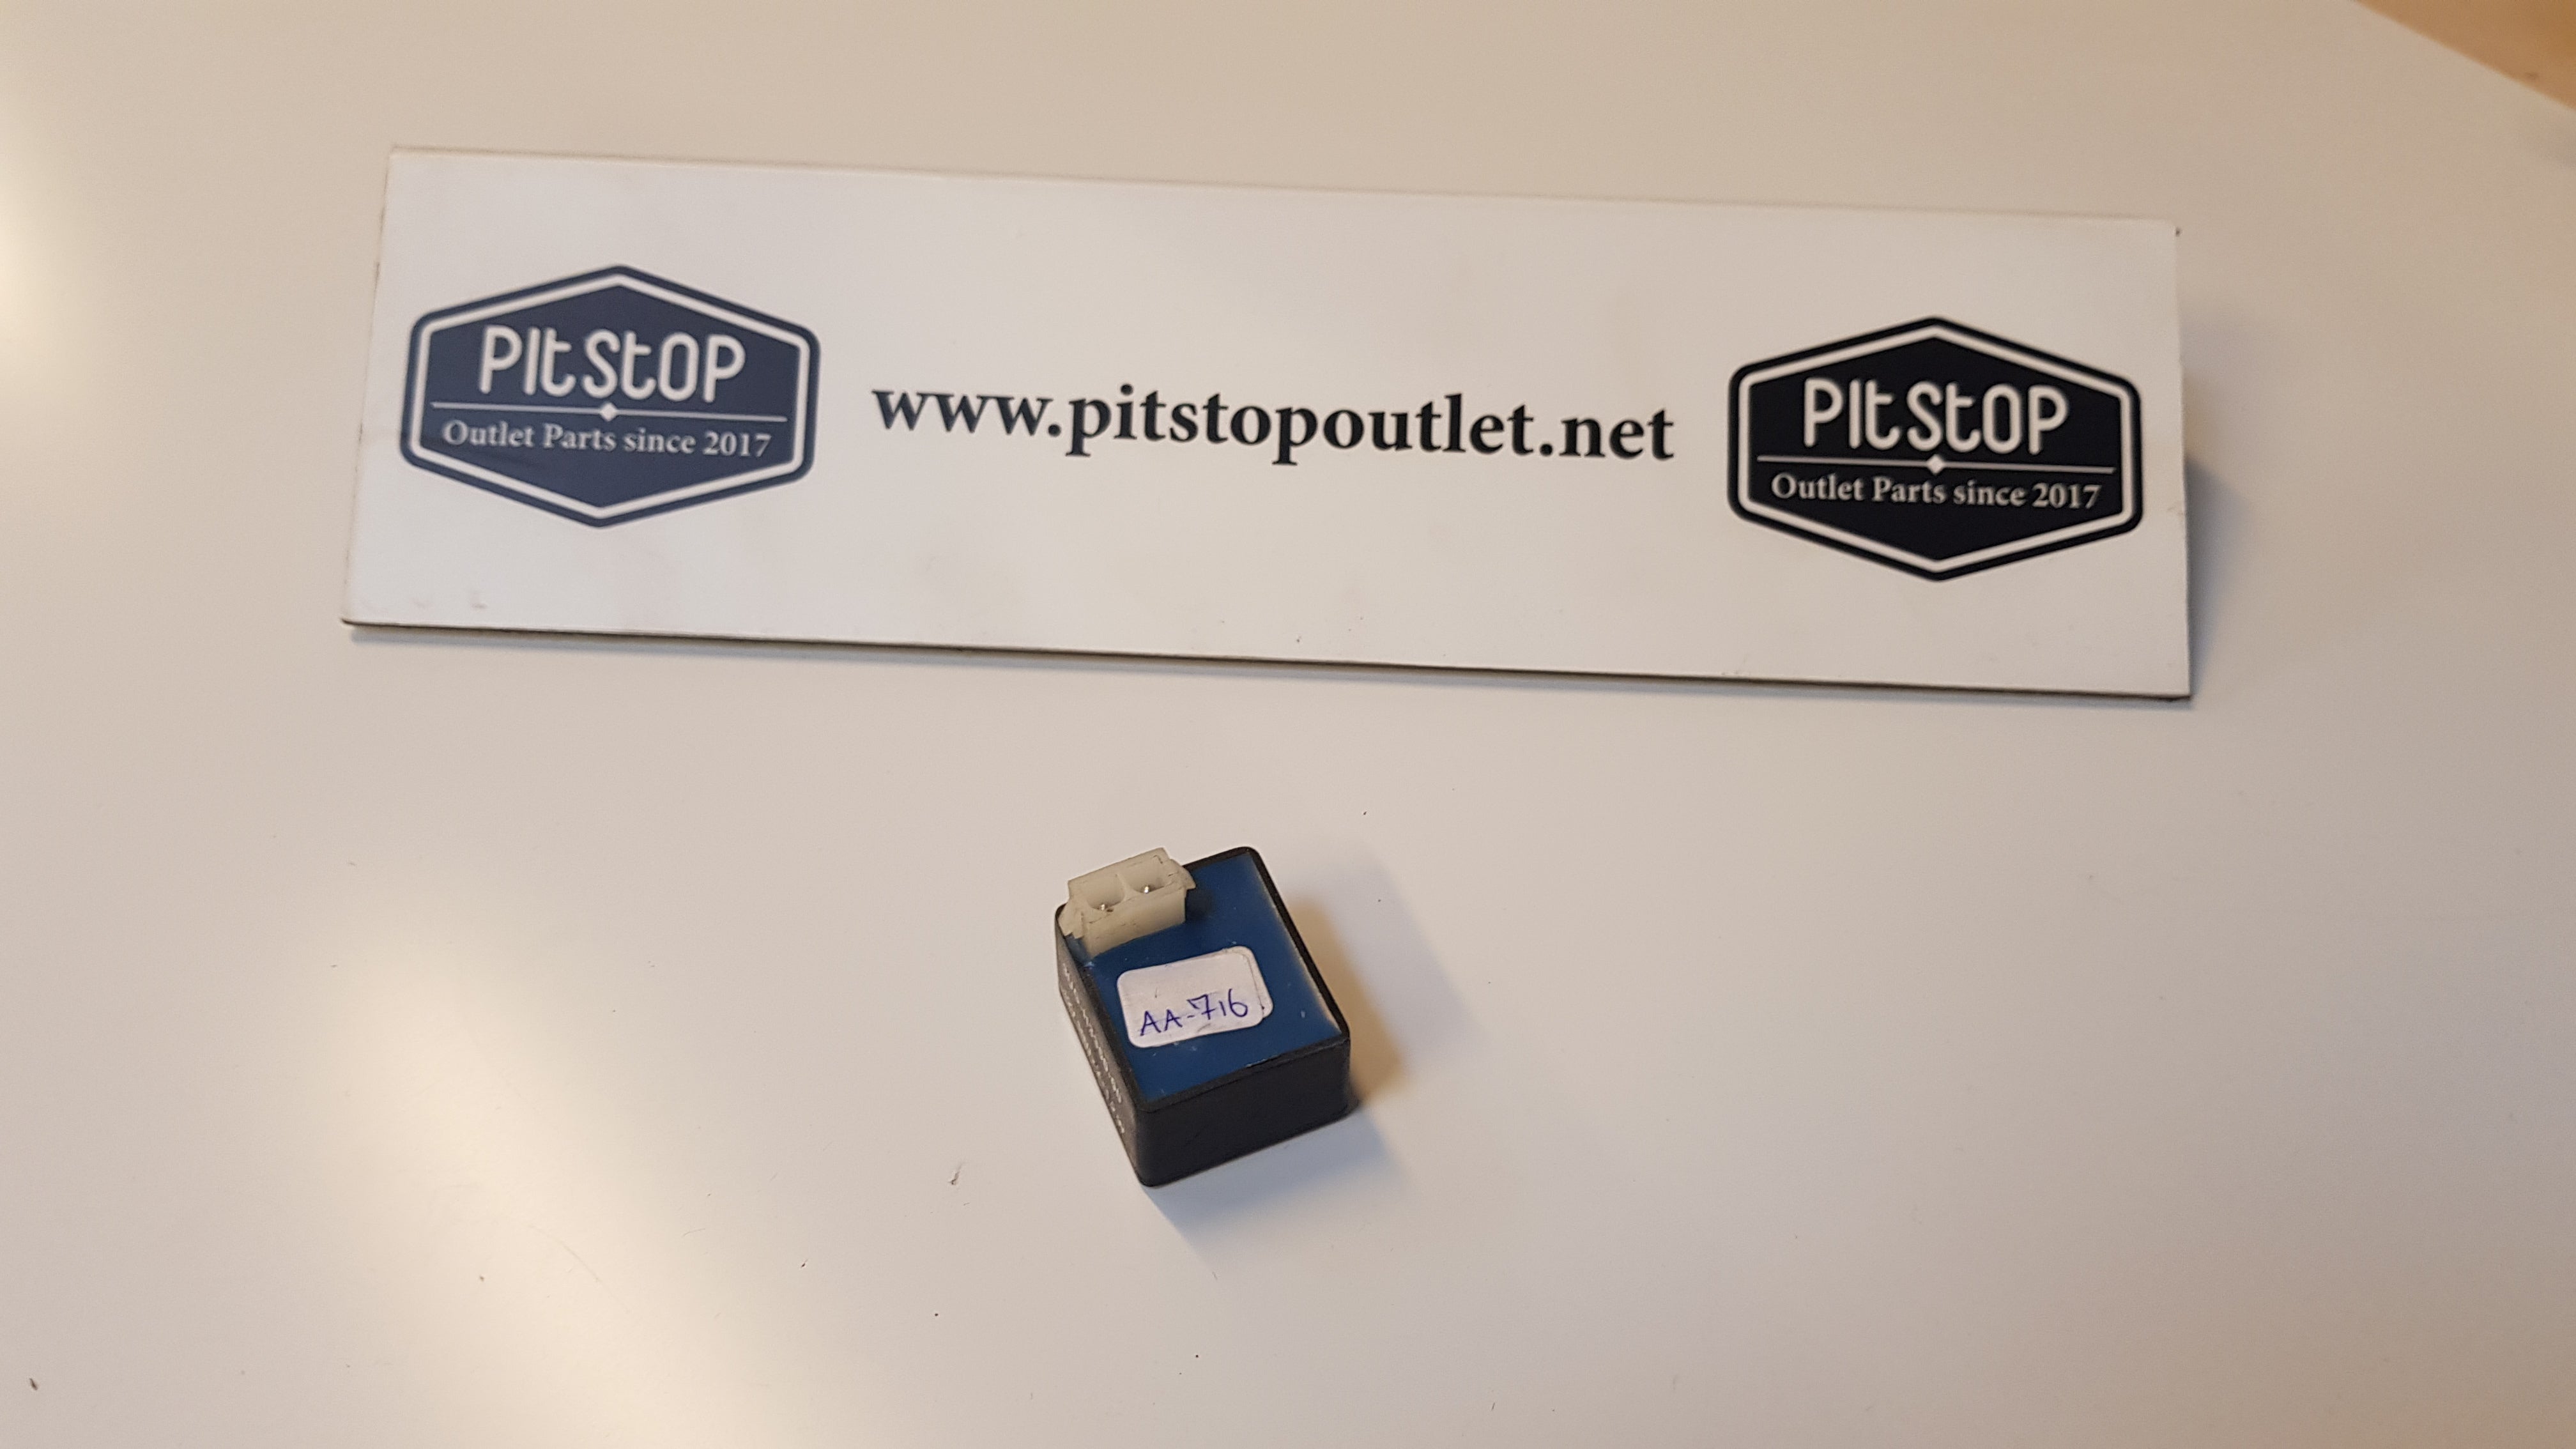 PitStop
Outlet Parts since 2017
www.pitstopoutlet.net
PitStop
Outlet Parts since 2017
AA-716